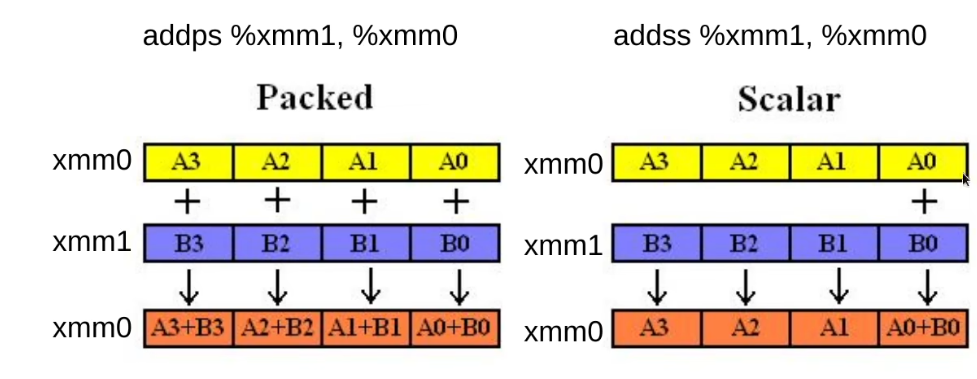 addps %xmm1, %xmm0
addss %xmm1, %xmm0
Packed
Scalar
xmm0 A3 A2 A1 A0
+ + + +
xmm1 B3 B2 B1 B0
xmm0 A3+B3 A2+B2 A1+B1 A0+B0
xmm0 A3 A2 A1 A0
+
xmm1 B3 B2 B1 B0
xmm0 A3 A2 A1 A0+B0